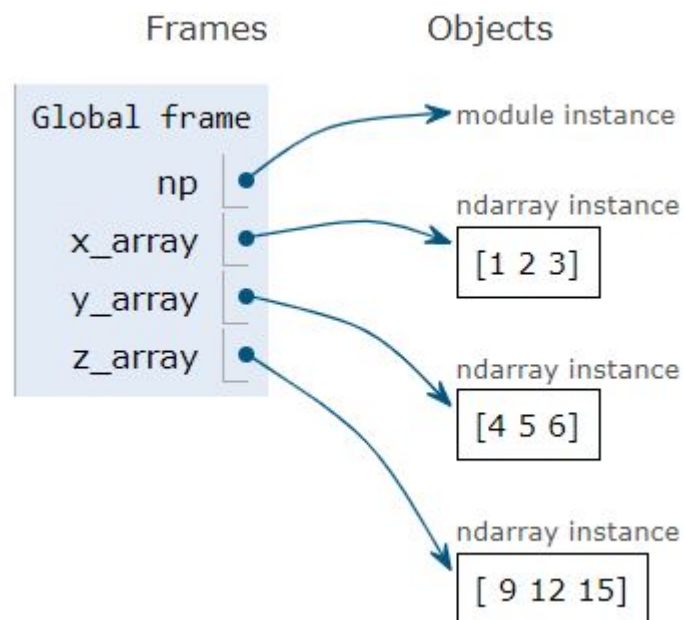 Frames Objects
Global frame
module instance
np
ndarray instance
x_array
[1 2 3]
y_array
z_array
ndarray instance
[4 5 6]
ndarray instance
[ 9 12 15]